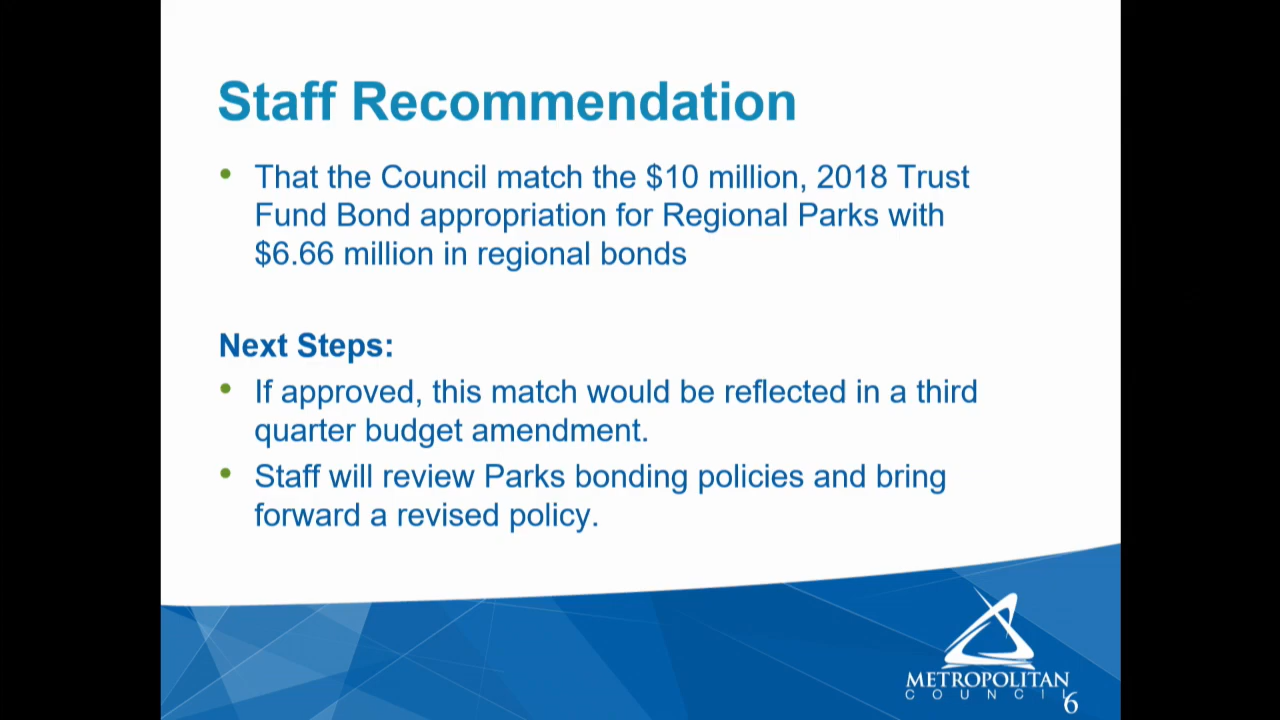 Staff Recommendation
• That the Council match the $10 million, 2018 Trust
Fund Bond appropriation for Regional Parks with
$6.66 million in regional bonds
Next Steps:
• If approved, this match would be reflected in a third
quarter budget amendment.
• Staff will review Parks bonding policies and bring
forward a revised policy.
METROPOLITAN
COUNCIL
6